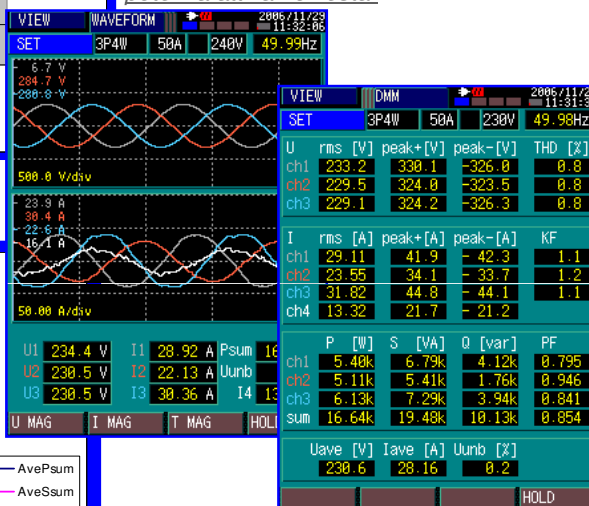 VIEW WAVEFORM 2006/11/29
11:32:06
SET 3P4W 50A 240V 49.99Hz
6.7 V
284.7 V
-280.8 V
500.0 V/div
- 23.9 A
30.4 A
- 22.6 A
- 16.1 A
50.00 A/div
U1 234.4 V I1 28.92 A Psum 16
U2 230.5 V I2 22.13 A Uunb
U3 230.5 V I3 30.36 A I4 13
U MAG I MAG T MAG HOL
AvePsum
AveSsum
VIEW DMM 2006/11/2
11:31:3
SET 3P4W 50A 230V 49.98Hz
U rms [V] peak+[V] peak-[V] THD [%]
ch1 233.2 330.1 -326.0 0.8
ch2 229.5 324.0 -323.5 0.8
ch3 229.1 324.2 -326.3 0.8
I rms [A] peak+[A] peak-[A] KF
ch1 29.11 41.9 - 42.3 1.1
ch2 23.55 34.1 - 33.7 1.2
ch3 31.82 44.8 - 44.1 1.1
ch4 13.32 21.7 - 21.2
P [W] S [VA] Q [var] PF
ch1 5.40k 6.79k 4.12k 0.795
ch2 5.11k 5.41k 1.76k 0.946
ch3 6.13k 7.29k 3.94k 0.841
sum 16.64k 19.48k 10.13k 0.854
Uave [V] Iave [A] Uunb [%]
230.6 28.16 0.2
HOLD